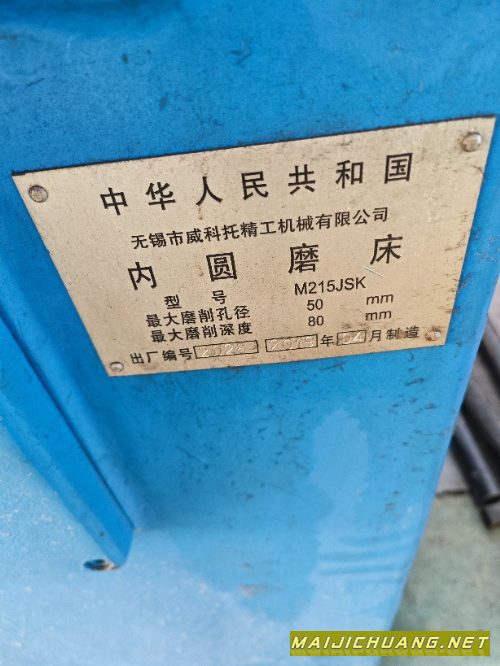 中华人民共和国
无锡市威科托精工机械有限公司
内圆磨床
型号 M215JSK
最大磨削孔径 50 mm
最大磨削深度 80 mm
出厂编号 年 04 月制造
MAIJICHUANG.NET